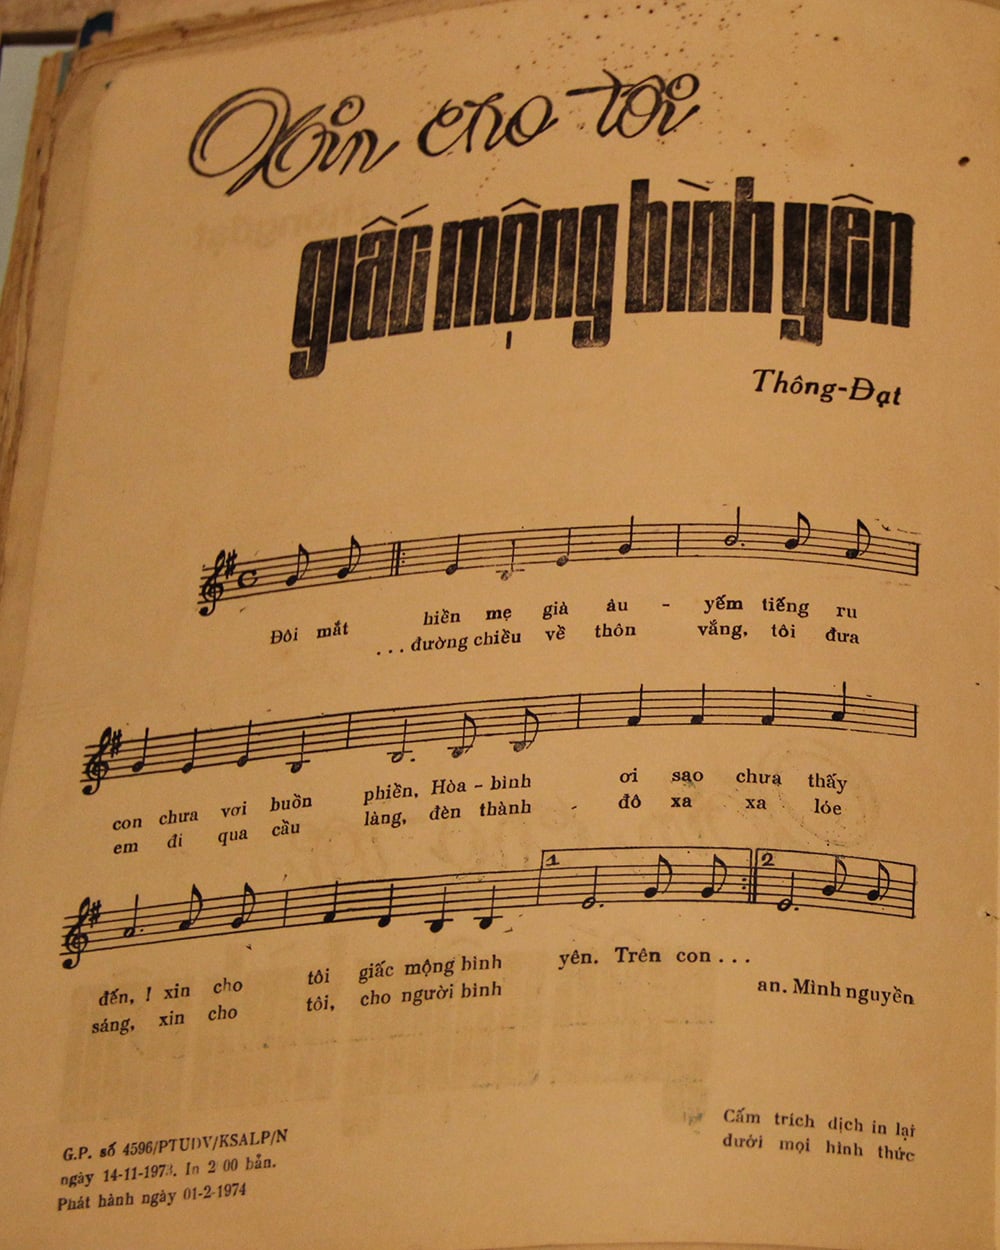 Xin cho tôi
giấc mộng bình yên
Thông-Đạt
Đôi mắt hiền mẹ già âu - yếm tiếng ru
...đường chiều về thôn vắng, tôi đưa
con chưa vơi buồn phiền, Hòa - bình ơi sao chưa thấy
em đi qua cầu làng, đèn thành - đô xa xa lóe
1 2
đến, ! xin cho tôi giấc mộng bình yên. Trên con...
sáng, xin cho tôi, cho người bình an. Mình nguyền
G.P. số 4596/PTUDV/KSALP/N
ngày 14-11-1973. In 2 00 bản.
Phát hành ngày 01-2-1974
Cấm trích dịch in lại
dưới mọi hình thức